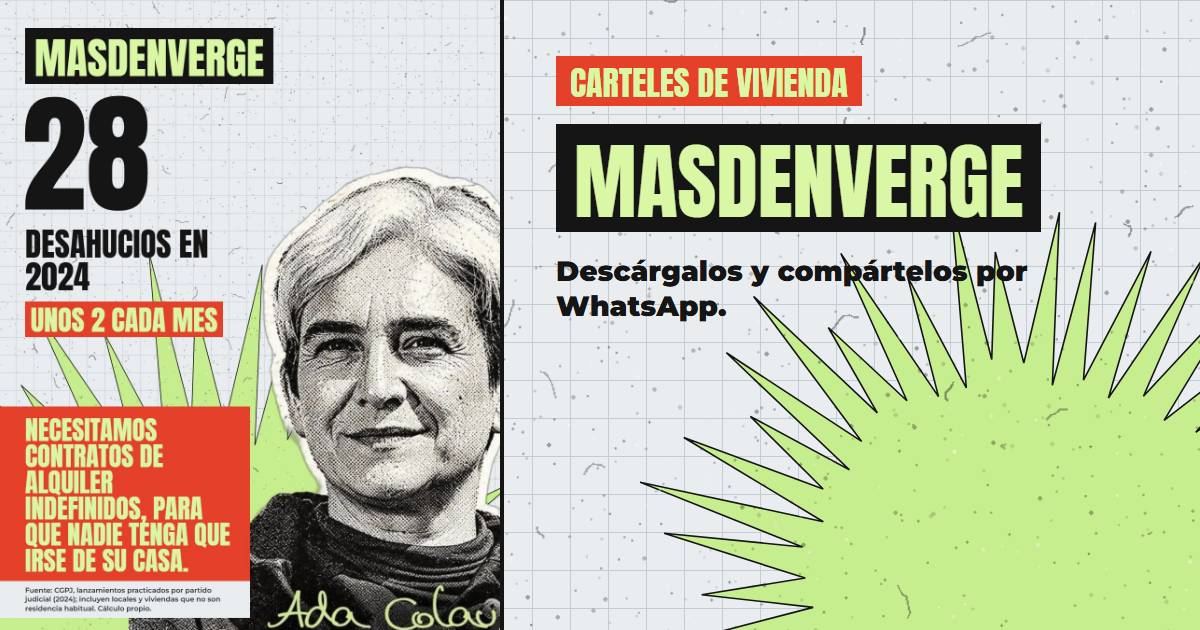 MASDENVERGE
28
DESAHUCIOS EN
2024
UNOS 2 CADA MES
NECESITAMOS
CONTRATOS DE
ALQUILER
INDEFINIDOS, PARA
QUE NADIE TENGA QUE
IRSE DE SU CASA.
Fuente: CGPJ, lanzamientos practicados por partido
judicial (2024); incluyen locales y viviendas que no son
residencia habitual. Cálculo propio.
Ada Colau
CARTELES DE VIVIENDA
MASDENVERGE
Descárgalos y compártelos por
WhatsApp.